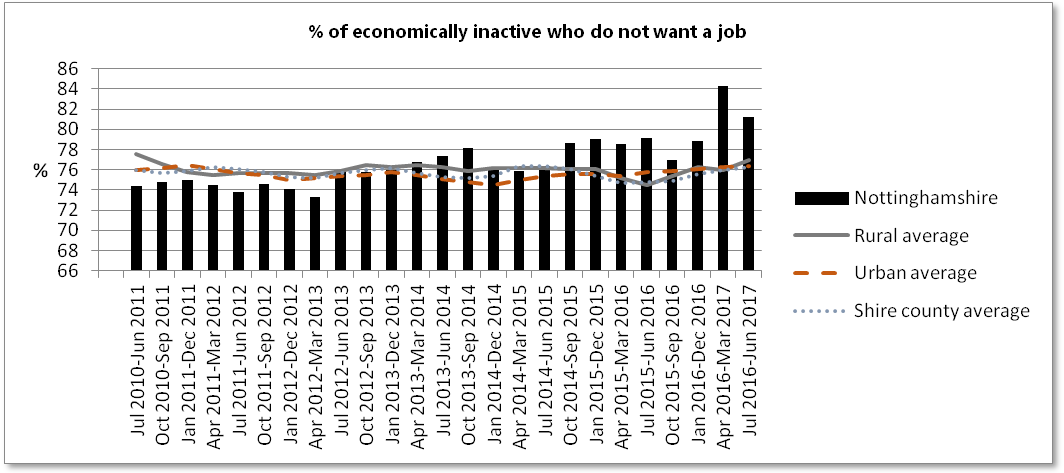 % of economically inactive who do not want a job
86
84
82
80
78
76
74
72
70
68
66
%
Jul 2010-Jun 2011
Oct 2010-Sep 2011
Jan 2011-Dec 2011
Apr 2011-Mar 2012
Jul 2011-Jun 2012
Oct 2011-Sep 2012
Jan 2012-Dec 2012
Apr 2012-Mar 2013
Jul 2012-Jun 2013
Oct 2012-Sep 2013
Jan 2013-Dec 2013
Apr 2013-Mar 2014
Jul 2013-Jun 2014
Oct 2013-Sep 2014
Jan 2014-Dec 2014
Apr 2014-Mar 2015
Jul 2014-Jun 2015
Oct 2014-Sep 2015
Jan 2015-Dec 2015
Apr 2015-Mar 2016
Jul 2015-Jun 2016
Oct 2015-Sep 2016
Jan 2016-Dec 2016
Apr 2016-Mar 2017
Jul 2016-Jun 2017
Nottinghamshire
Rural average
Urban average
Shire county average